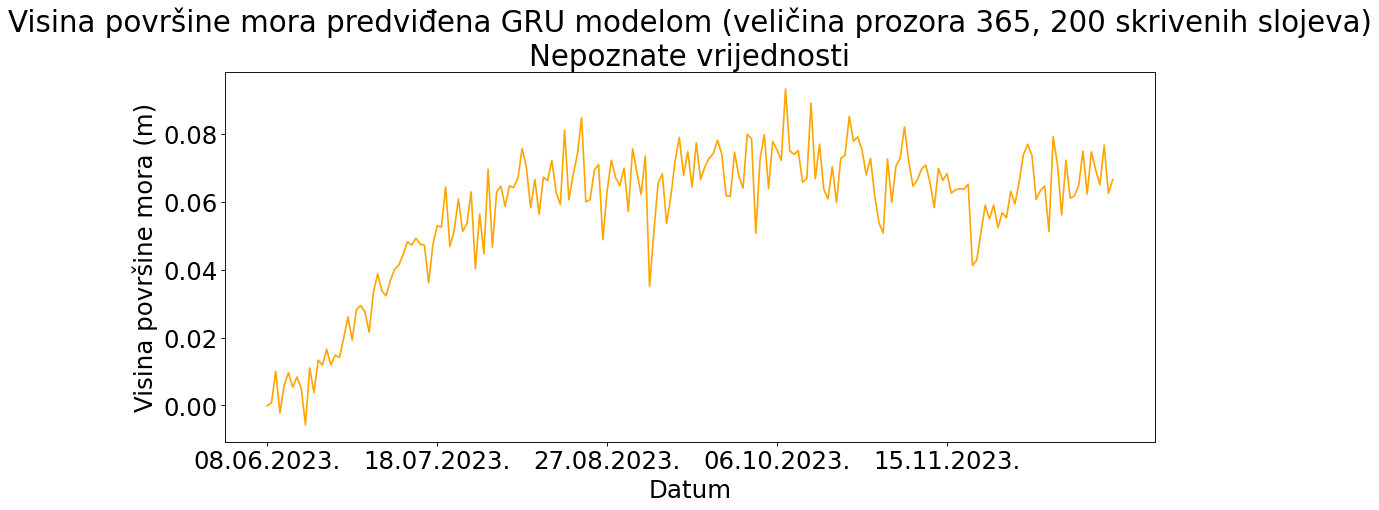 Visina površine mora predviđena GRU modelom (veličina prozora 365, 200 skrivenih slojeva)
Nepoznate vrijednosti
Visina površine mora (m)
0.08
0.06
0.04
0.02
0.00
08.06.2023. 18.07.2023. 27.08.2023. 06.10.2023. 15.11.2023.
Datum